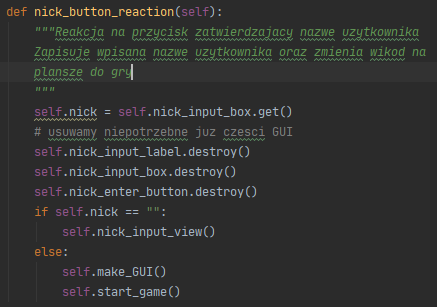 def nick_button_reaction(self):
"""Reakcja na przycisk zatwierdzajacy nazwe uzytkownika
Zapisuje wpisana nazwe uzytkownika oraz zmienia wikod na
plansze do gry
"""
self.nick = self.nick_input_box.get()
# usuwamy niepotrzebne juz czesci GUI
self.nick_input_label.destroy()
self.nick_input_box.destroy()
self.nick_enter_button.destroy()
if self.nick == "":
self.nick_input_view()
else:
self.make_GUI()
self.start_game()